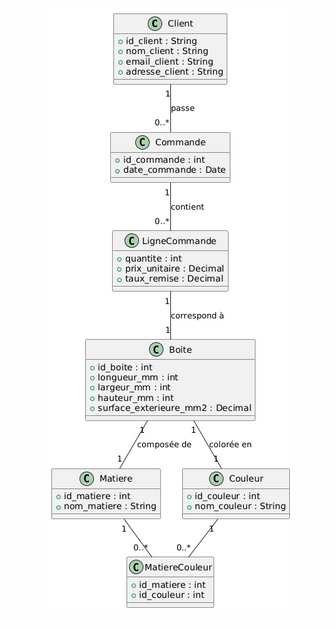 C Client
id_client : String
nom_client : String
email_client : String
adresse_client : String
1
passe
0..*
C Commande
id_commande : int
date_commande : Date
1
contient
0..*
C LigneCommande
quantite : int
prix_unitaire : Decimal
taux_remise : Decimal
1
correspond à
1
C Boite
id_boite : int
longueur_mm : int
largeur_mm : int
hauteur_mm : int
surface_exterieure_mm2 : Decimal
1 1
composée de colorée en
1 1
C Matiere C Couleur
id_matiere : int id_couleur : int
nom_matiere : String nom_couleur : String
1 1
0..* 0..*
C MatiereCouleur
id_matiere : int
id_couleur : int